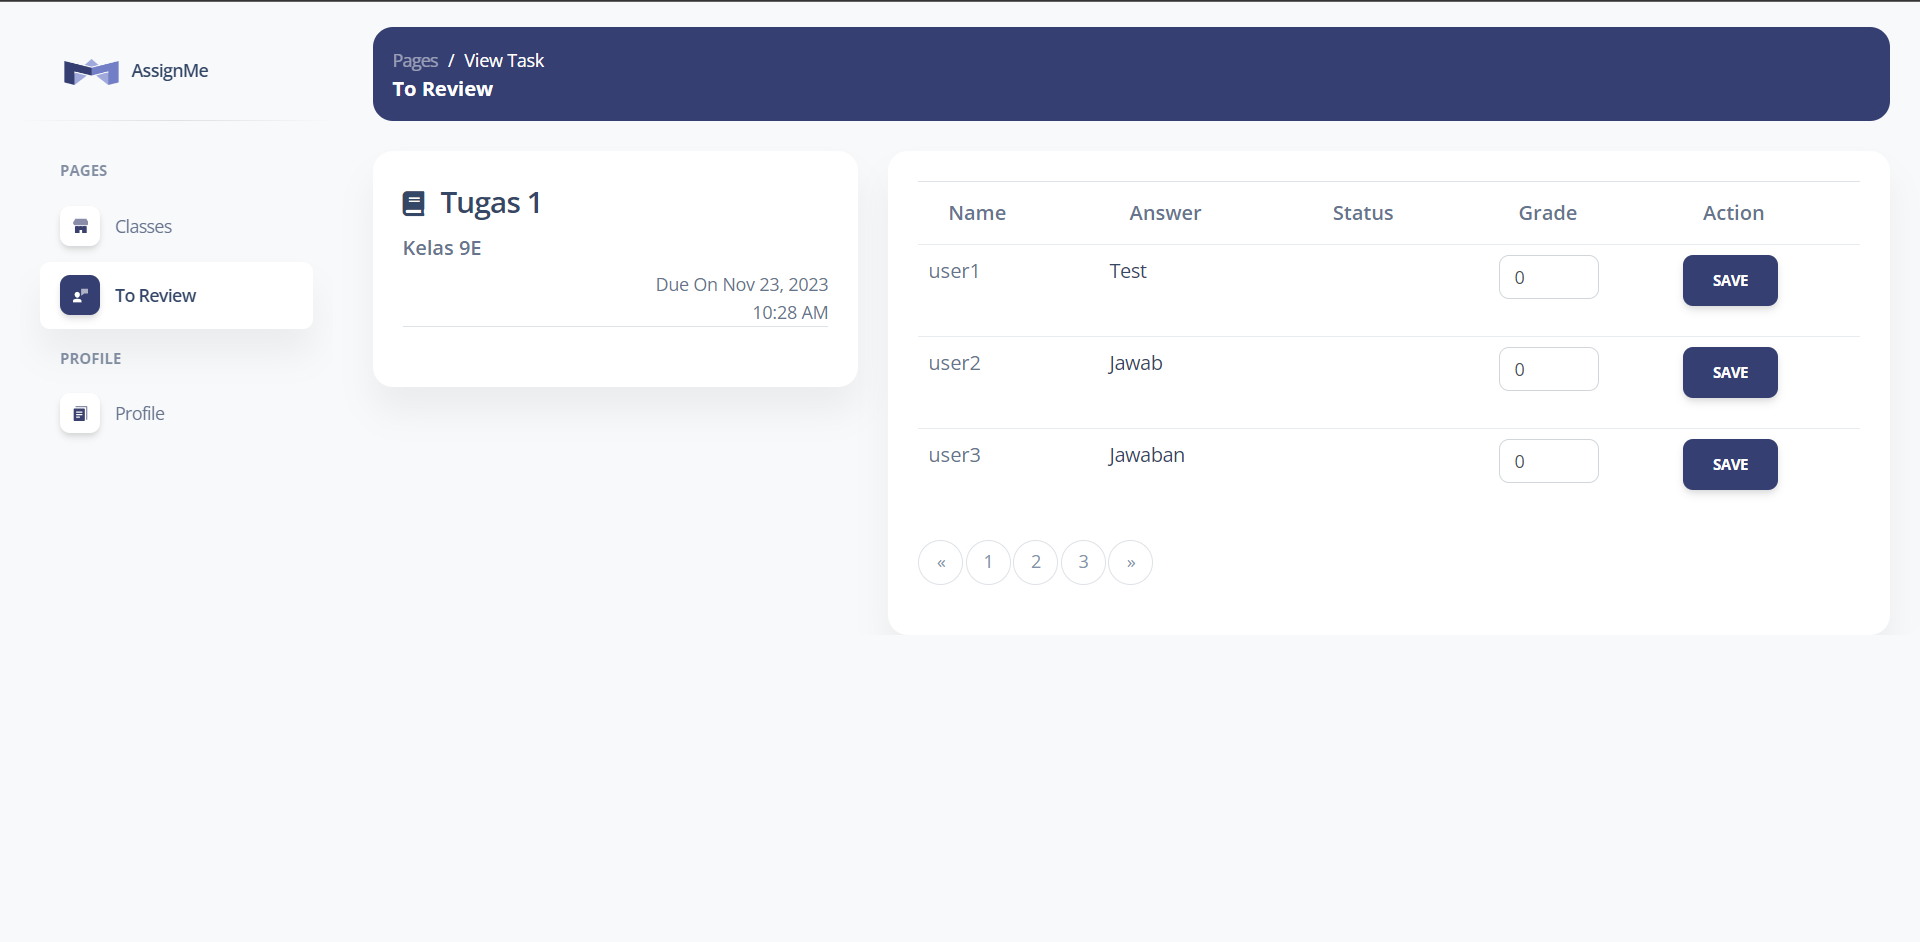 AssignMe
PAGES
Classes
To Review
PROFILE
Profile
Pages / View Task
To Review
Tugas 1
Kelas 9E
Due On Nov 23, 2023
10:28 AM
Name Answer Status Grade Action
user1 Test 0 SAVE
user2 Jawab 0 SAVE
user3 Jawaban 0 SAVE
« 1 2 3 »